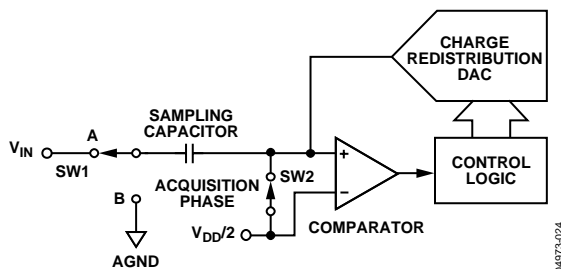 CHARGE
REDISTRIBUTION
DAC
SAMPLING
CAPACITOR
A
VIN
SW1
+
CONTROL
LOGIC
ACQUISITION
PHASE
SW2
B
−
COMPARATOR
VDD/2
AGND
04973-024